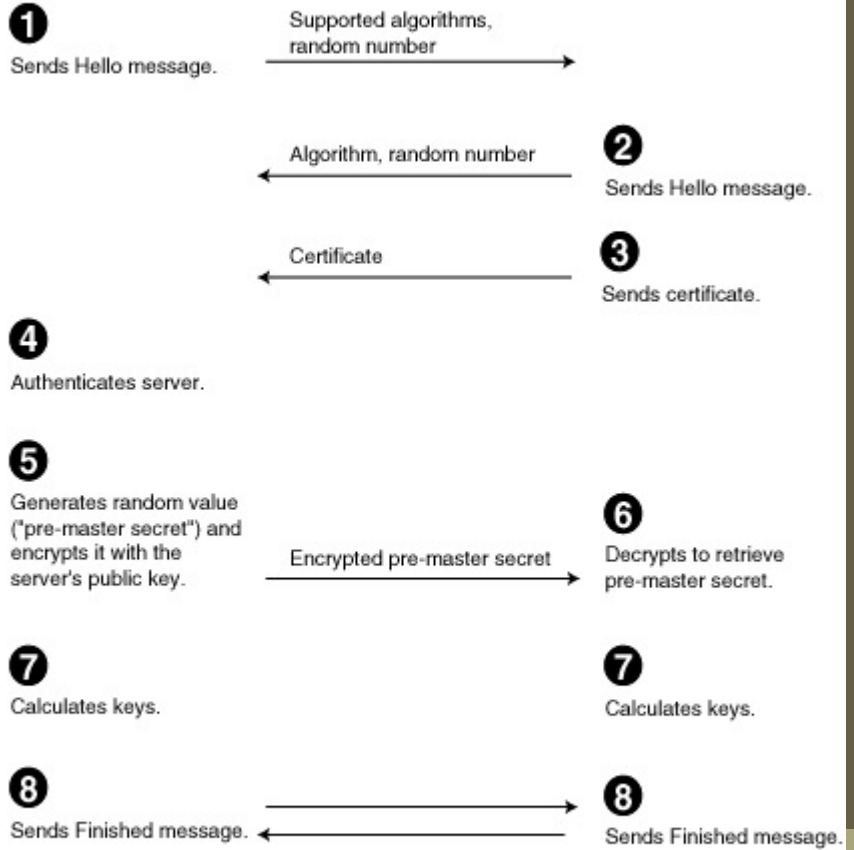 1
Supported algorithms,
random number
Sends Hello message.
Algorithm, random number
2
Sends Hello message.
Certificate
3
Sends certificate.
4
Authenticates server.
5
Generates random value
("pre-master secret") and
encrypts it with the
server's public key.
Encrypted pre-master secret
6
Decrypts to retrieve
pre-master secret.
7
Calculates keys.
7
Calculates keys.
8
Sends Finished message.
8
Sends Finished message.